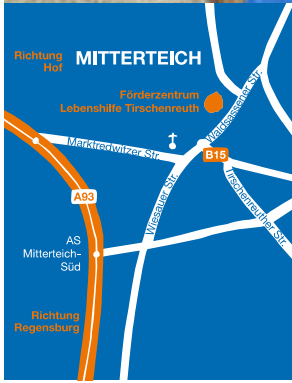 Richtung
Hof
MITTERTEICH
Förderzentrum
Lebenshilfe Tirschenreuth
Waldsassener Str.
Marktredwitzer Str.
B15
Tirschenreuther Str.
Wiesauer Str.
A93
AS
Mitterteich-
Süd
Richtung
Regensburg